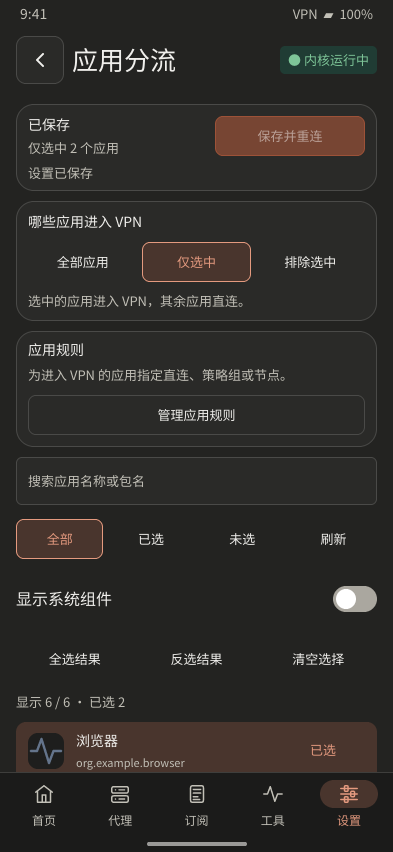 9:41
VPN 100%
应用分流
内核运行中
已保存
仅选中 2 个应用
设置已保存
保存并重连
哪些应用进入 VPN
全部应用 仅选中 排除选中
选中的应用进入 VPN，其余应用直连。
应用规则
为进入 VPN 的应用指定直连、策略组或节点。
管理应用规则
搜索应用名称或包名
全部 已选 未选 刷新
显示系统组件
全选结果 反选结果 清空选择
显示 6 / 6 · 已选 2
浏览器
org.example.browser
已选
首页 代理 订阅 工具 设置